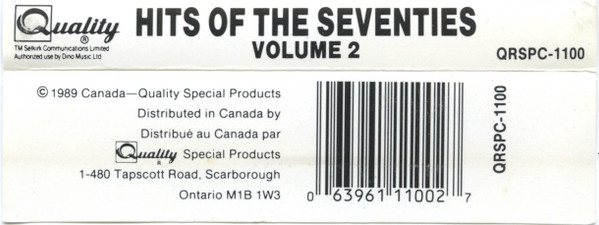 Quality ®
TM Selkirk Communications Limited
Authorized use by Dino Music Ltd
HITS OF THE SEVENTIES
VOLUME 2
QRSPC-1100
© 1989 Canada—Quality Special Products
Distributed in Canada by
Distribué au Canada par
Quality Special Products
1-480 Tapscott Road, Scarborough
Ontario M1B 1W3
0 63961 11002 7
QRSPC-1100